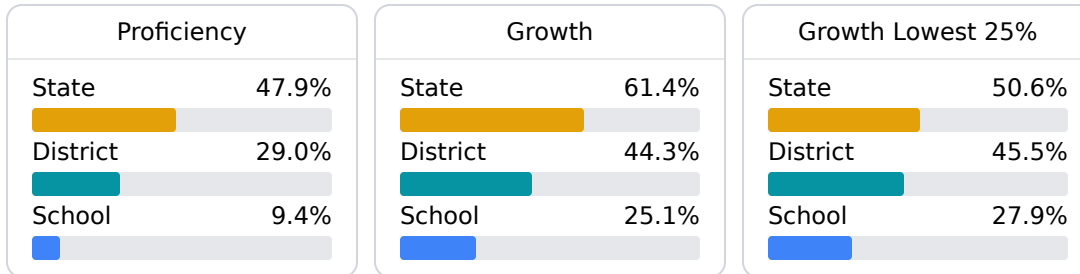 Proficiency
State 47.9%
District 29.0%
School 9.4%
Growth
State 61.4%
District 44.3%
School 25.1%
Growth Lowest 25%
State 50.6%
District 45.5%
School 27.9%